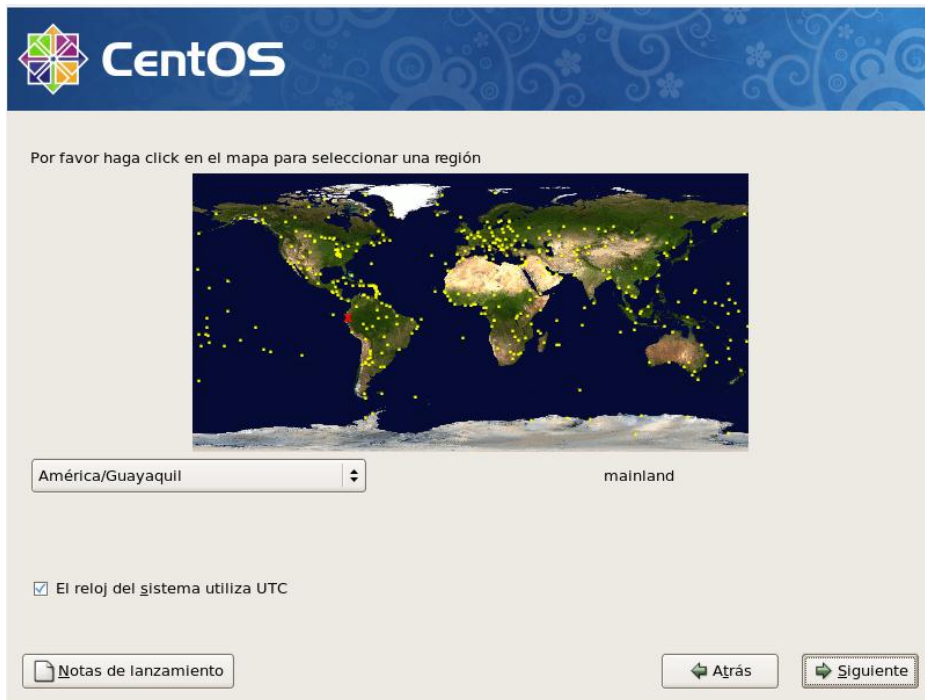 CentOS
Por favor haga click en el mapa para seleccionar una región
América/Guayaquil
mainland
El reloj del sistema utiliza UTC
Notas de lanzamiento
Atrás
Siguiente